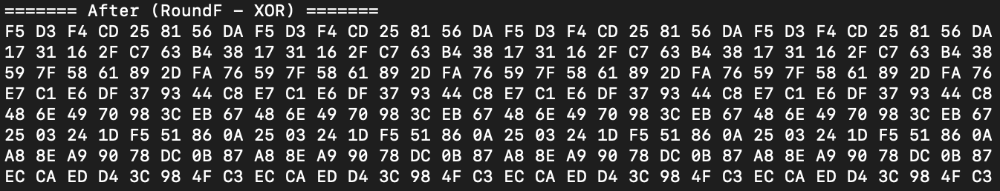 ======= After (RoundF – XOR) =======
F5 D3 F4 CD 25 81 56 DA F5 D3 F4 CD 25 81 56 DA F5 D3 F4 CD 25 81 56 DA F5 D3 F4 CD 25 81 56 DA
17 31 16 2F C7 63 B4 38 17 31 16 2F C7 63 B4 38 17 31 16 2F C7 63 B4 38 17 31 16 2F C7 63 B4 38
59 7F 58 61 89 2D FA 76 59 7F 58 61 89 2D FA 76 59 7F 58 61 89 2D FA 76 59 7F 58 61 89 2D FA 76
E7 C1 E6 DF 37 93 44 C8 E7 C1 E6 DF 37 93 44 C8 E7 C1 E6 DF 37 93 44 C8 E7 C1 E6 DF 37 93 44 C8
48 6E 49 70 98 3C EB 67 48 6E 49 70 98 3C EB 67 48 6E 49 70 98 3C EB 67 48 6E 49 70 98 3C EB 67
25 03 24 1D F5 51 86 0A 25 03 24 1D F5 51 86 0A 25 03 24 1D F5 51 86 0A 25 03 24 1D F5 51 86 0A
A8 8E A9 90 78 DC 0B 87 A8 8E A9 90 78 DC 0B 87 A8 8E A9 90 78 DC 0B 87 A8 8E A9 90 78 DC 0B 87
EC CA ED D4 3C 98 4F C3 EC CA ED D4 3C 98 4F C3 EC CA ED D4 3C 98 4F C3 EC CA ED D4 3C 98 4F C3